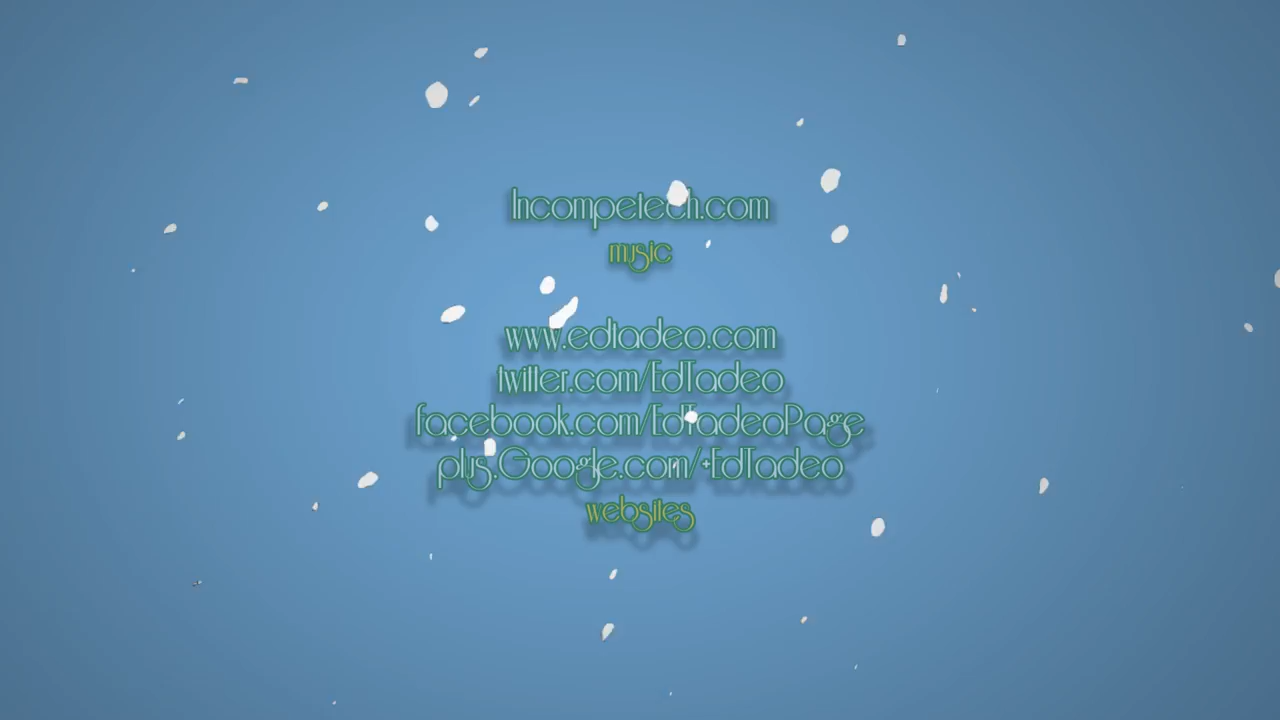 Incompetech.com
music
www.edtadeo.com
twitter.com/EdTadeo
facebook.com/EdTadeoPage
plus.Google.com/+EdTadeo
websites